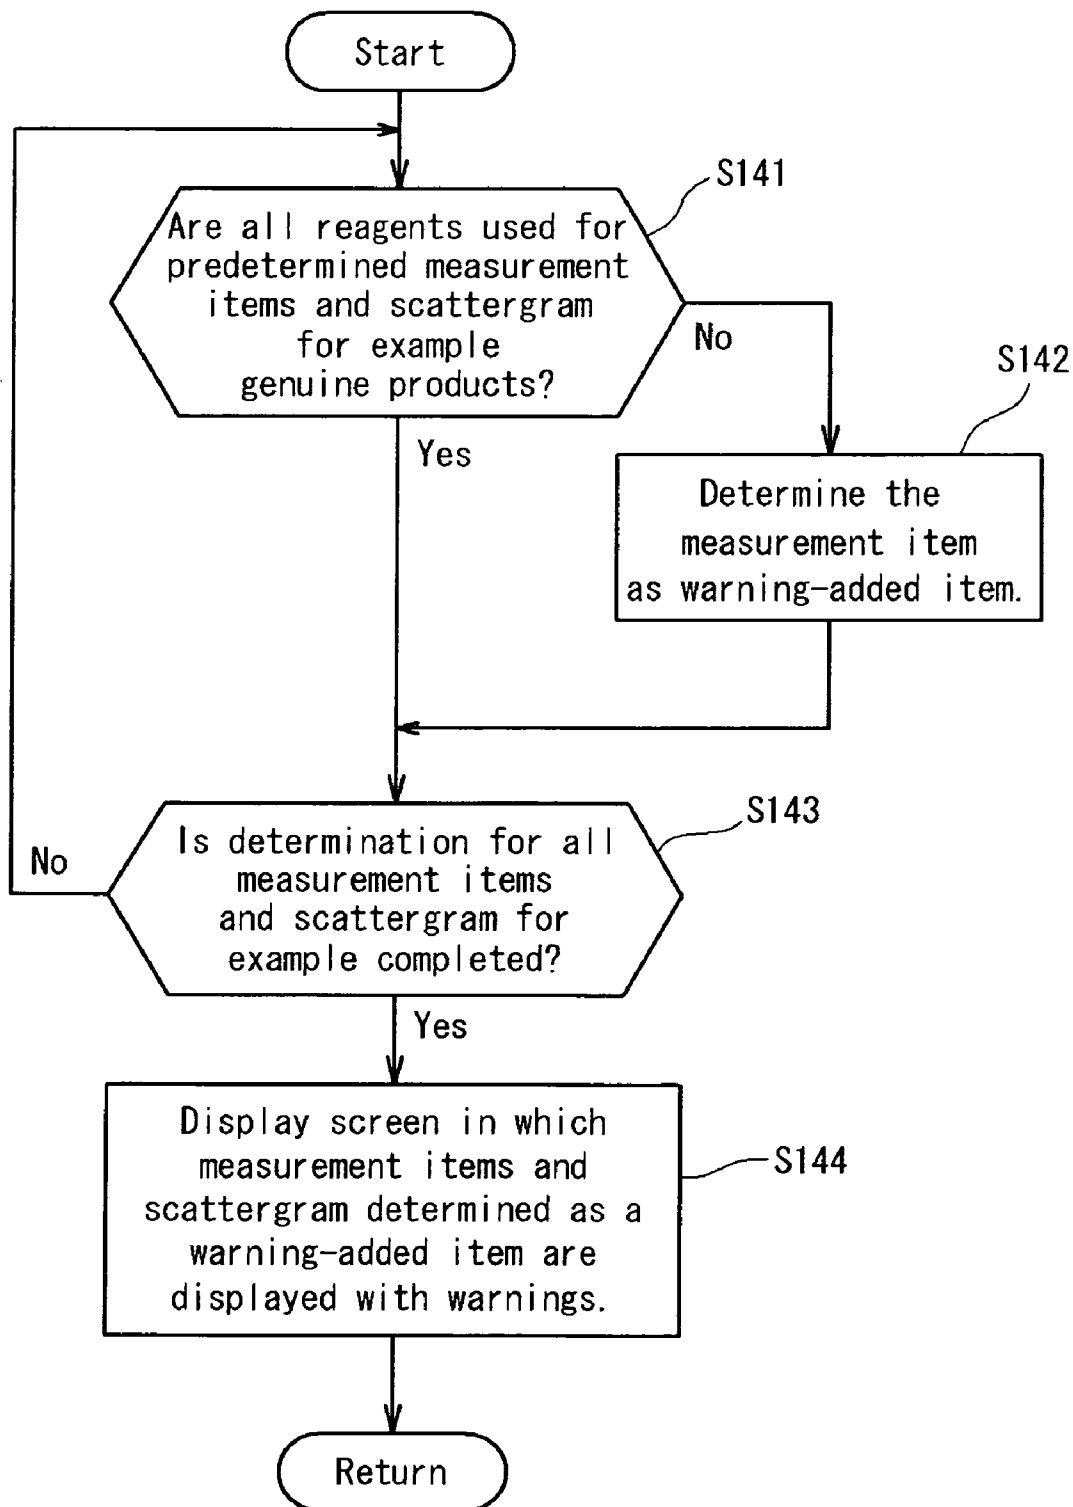 Start
S141
Are all reagents used for
predetermined measurement
items and scattergram
for example
genuine products?
No
S142
Yes
Determine the
measurement item
as warning-added item.
S143
Is determination for all
measurement items
and scattergram for
example completed?
No
Yes
Display screen in which
measurement items and
scattergram determined as a
warning-added item are
displayed with warnings.
S144
Return